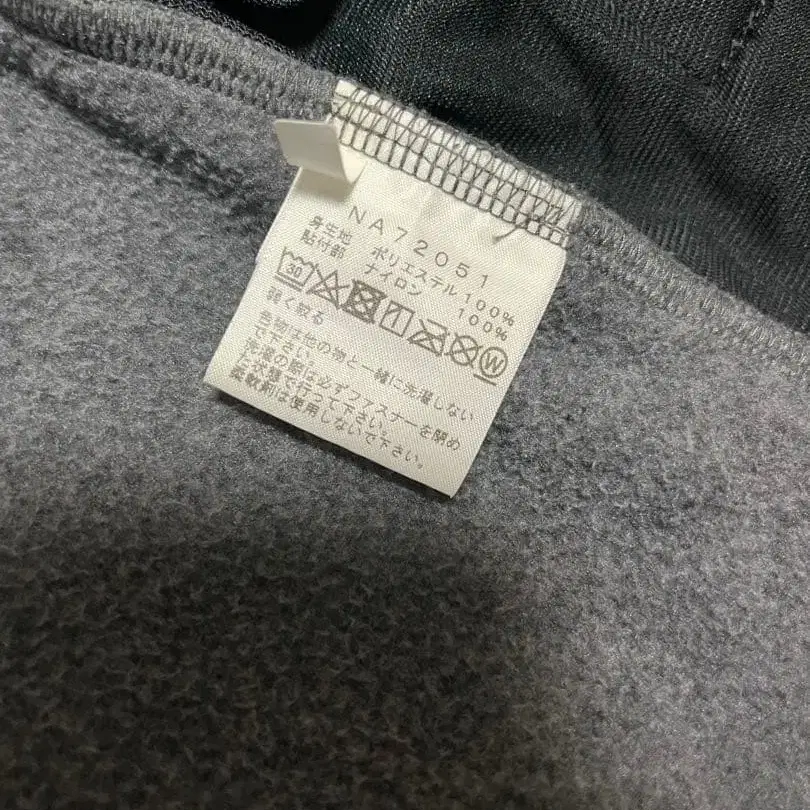 NA72051
身生地 ポリエステル 100%
貼付部 ナイロン 100%
30 W
弱く絞る
色物は他の物と一緒に洗濯しない
で下さい。
洗濯の際は必ずファスナーを閉め
た状態で行って下さい。
柔軟剤は使用しないで下さい。